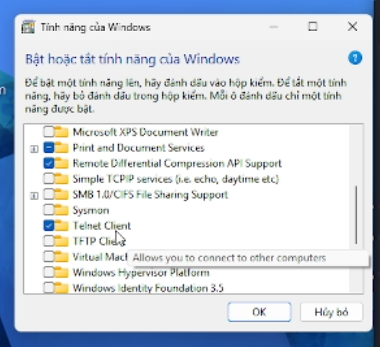 Tính năng của Windows
Bật hoặc tắt tính năng của Windows
Để bật một tính năng lên, hãy đánh dấu vào hộp kiểm. Để tắt một tính
năng, hãy bỏ đánh dấu trong hộp kiểm. Mỗi ô đánh dấu chỉ một tính
năng được bật.
Microsoft XPS Document Writer
Print and Document Services
Remote Differential Compression API Support
Simple TCPIP services (i.e. echo, daytime etc)
SMB 1.0/CIFS File Sharing Support
Sysmon
Telnet Client
TFTP Client
Virtual Mach
Allows you to connect to other computers
Windows Hypervisor Platform
Windows Identity Foundation 3.5
OK
Hủy bỏ